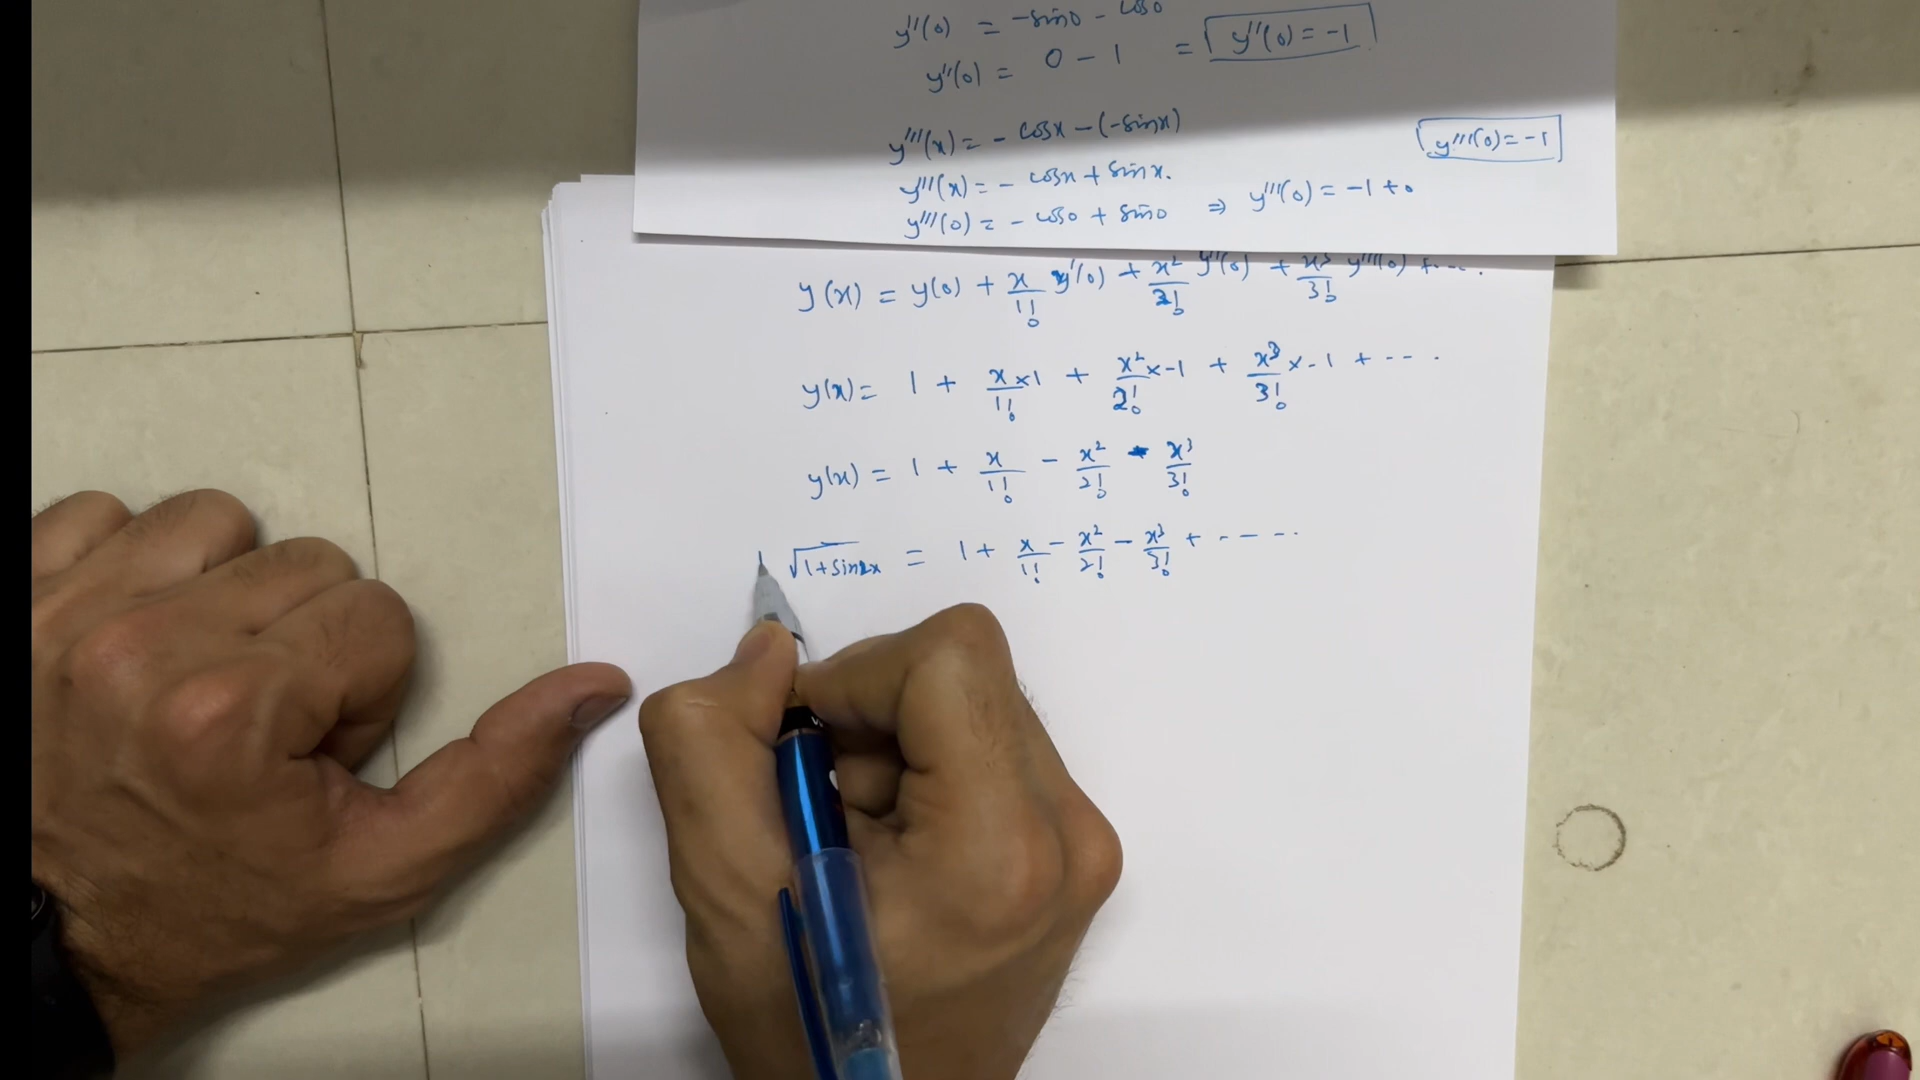 y''(0) = -sin0 - cos0
y''(0) = 0 - 1 = y''(0) = -1
y'''(x) = - cosx - (-sinx)
y'''(0) = -1
y'''(x) = - cosx + sinx.
y'''(0) = - cos0 + sin0 ⇒ y'''(0) = -1 + 0
y(x) = y(0) + x/1! y'(0) + x²/2! y''(0) + x³/3! y'''(0) + ....
y(x) = 1 + x/1! ×1 + x²/2! × -1 + x³/3! × -1 + --- .
y(x) = 1 + x/1! - x²/2! - x³/3!
√1+sin2x = 1 + x/1! - x²/2! - x³/3! + -----